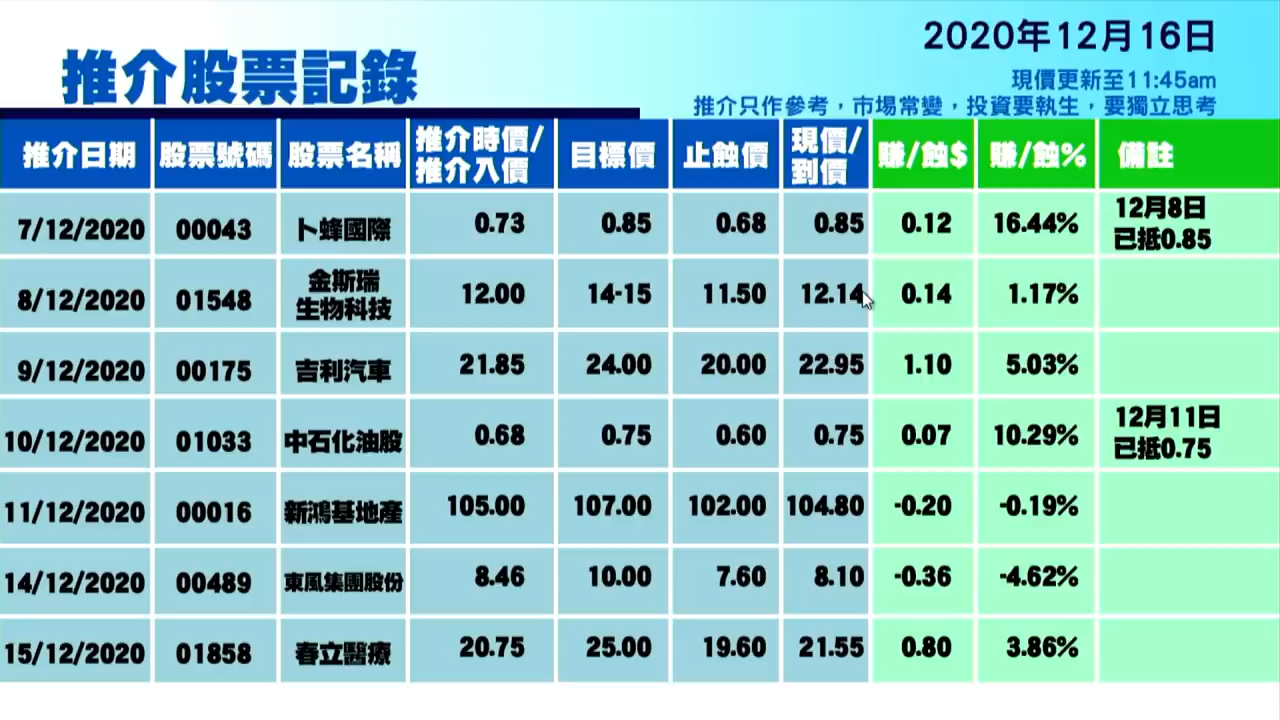 2020年12月16日
推介股票記錄
現價更新至11:45am
推介只作參考，市場常變，投資要執生，要獨立思考
推介日期 股票號碼 股票名稱 推介時價/推介入價 目標價 止蝕價 現價/到價 賺/蝕$ 賺/蝕% 備註
7/12/2020 00043 卜蜂國際 0.73 0.85 0.68 0.85 0.12 16.44% 12月8日已抵0.85
8/12/2020 01548 金斯瑞生物科技 12.00 14-15 11.50 12.14 0.14 1.17%
9/12/2020 00175 吉利汽車 21.85 24.00 20.00 22.95 1.10 5.03%
10/12/2020 01033 中石化油股 0.68 0.75 0.60 0.75 0.07 10.29% 12月11日已抵0.75
11/12/2020 00016 新鴻基地產 105.00 107.00 102.00 104.80 -0.20 -0.19%
14/12/2020 00489 東風集團股份 8.46 10.00 7.60 8.10 -0.36 -4.62%
15/12/2020 01858 春立醫療 20.75 25.00 19.60 21.55 0.80 3.86%